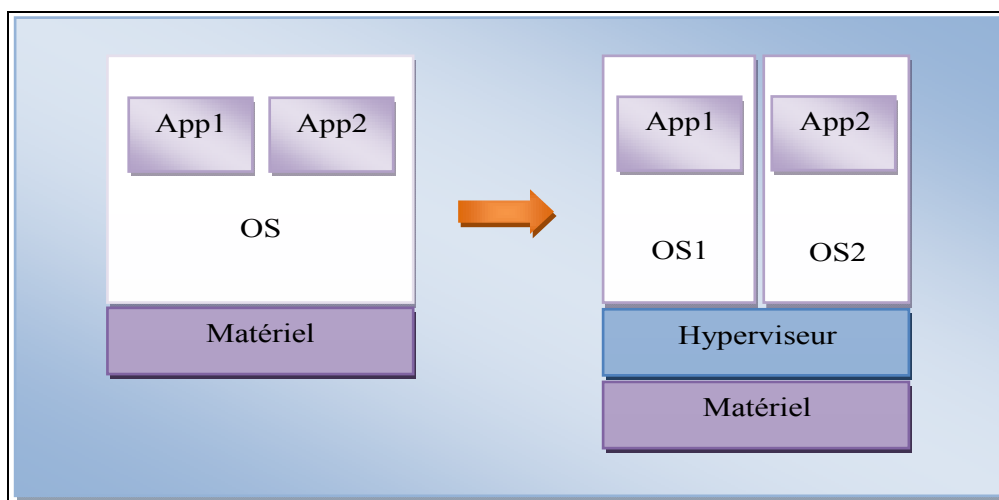 App1
App2
OS
Matériel
App1
App2
OS1
OS2
Hyperviseur
Matériel